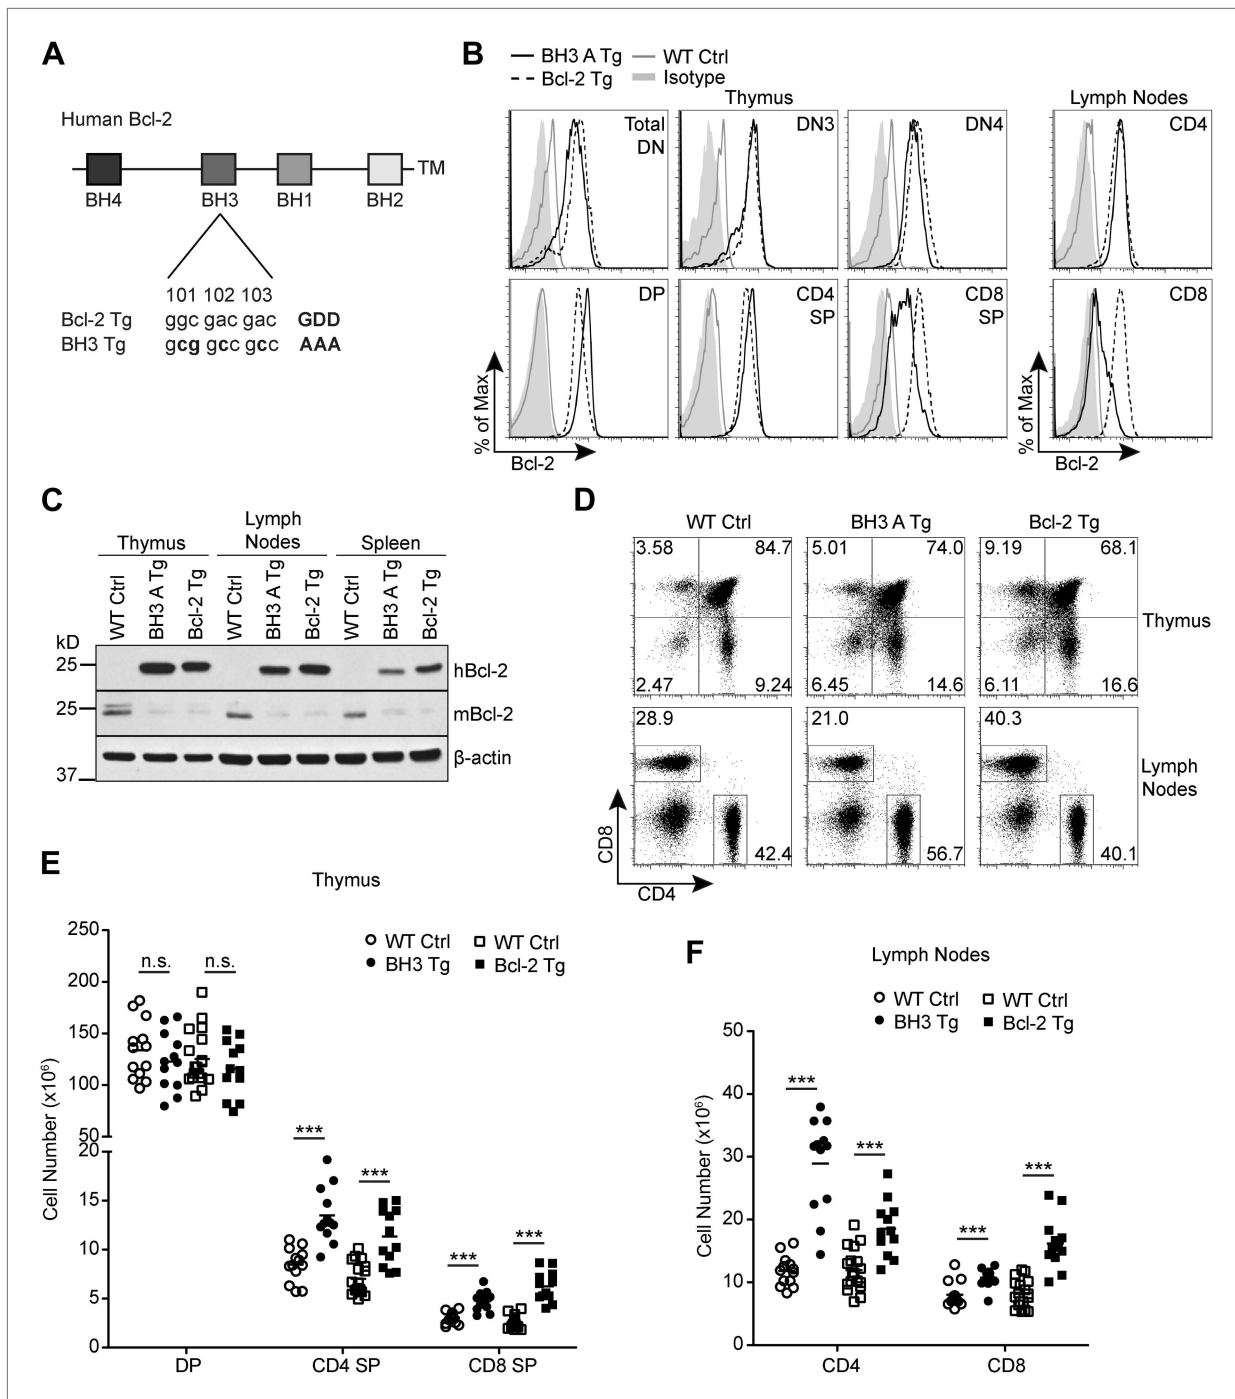 A
Human Bcl-2
TM
BH4 BH3 BH1 BH2
101 102 103
Bcl-2 Tg ggc gac gac GDD
BH3 Tg gcg gcc gcc AAA
B
BH3 A Tg WT Ctrl
Bcl-2 Tg Isotype
Thymus Lymph Nodes
Total
DN
DN3
DN4
CD4
DP
CD4
SP
CD8
SP
CD8
% of Max
Bcl-2
% of Max
Bcl-2
C
Lymph
Nodes
Thymus Spleen
WT Ctrl
BH3 A Tg
Bcl-2 Tg
WT Ctrl
BH3 A Tg
Bcl-2 Tg
WT Ctrl
BH3 A Tg
Bcl-2 Tg
kD
25 hBcl-2
25 mBcl-2
β-actin
37
D
WT Ctrl BH3 A Tg Bcl-2 Tg
3.58 84.7 5.01 74.0 9.19 68.1
Thymus
2.47 9.24 6.45 14.6 6.11 16.6
28.9 21.0 40.3
Lymph
Nodes
42.4 56.7 40.1
CD8
CD4
E
Thymus
WT Ctrl WT Ctrl
BH3 Tg Bcl-2 Tg
Cell Number (x10⁶)
250
200
150
100
50
20
15
10
5
0
n.s. n.s.
*** ***
*** ***
DP CD4 SP CD8 SP
F
Lymph Nodes
WT Ctrl WT Ctrl
BH3 Tg Bcl-2 Tg
Cell Number (x10⁶)
50
40
30
20
10
0
*** ***
*** ***
CD4 CD8